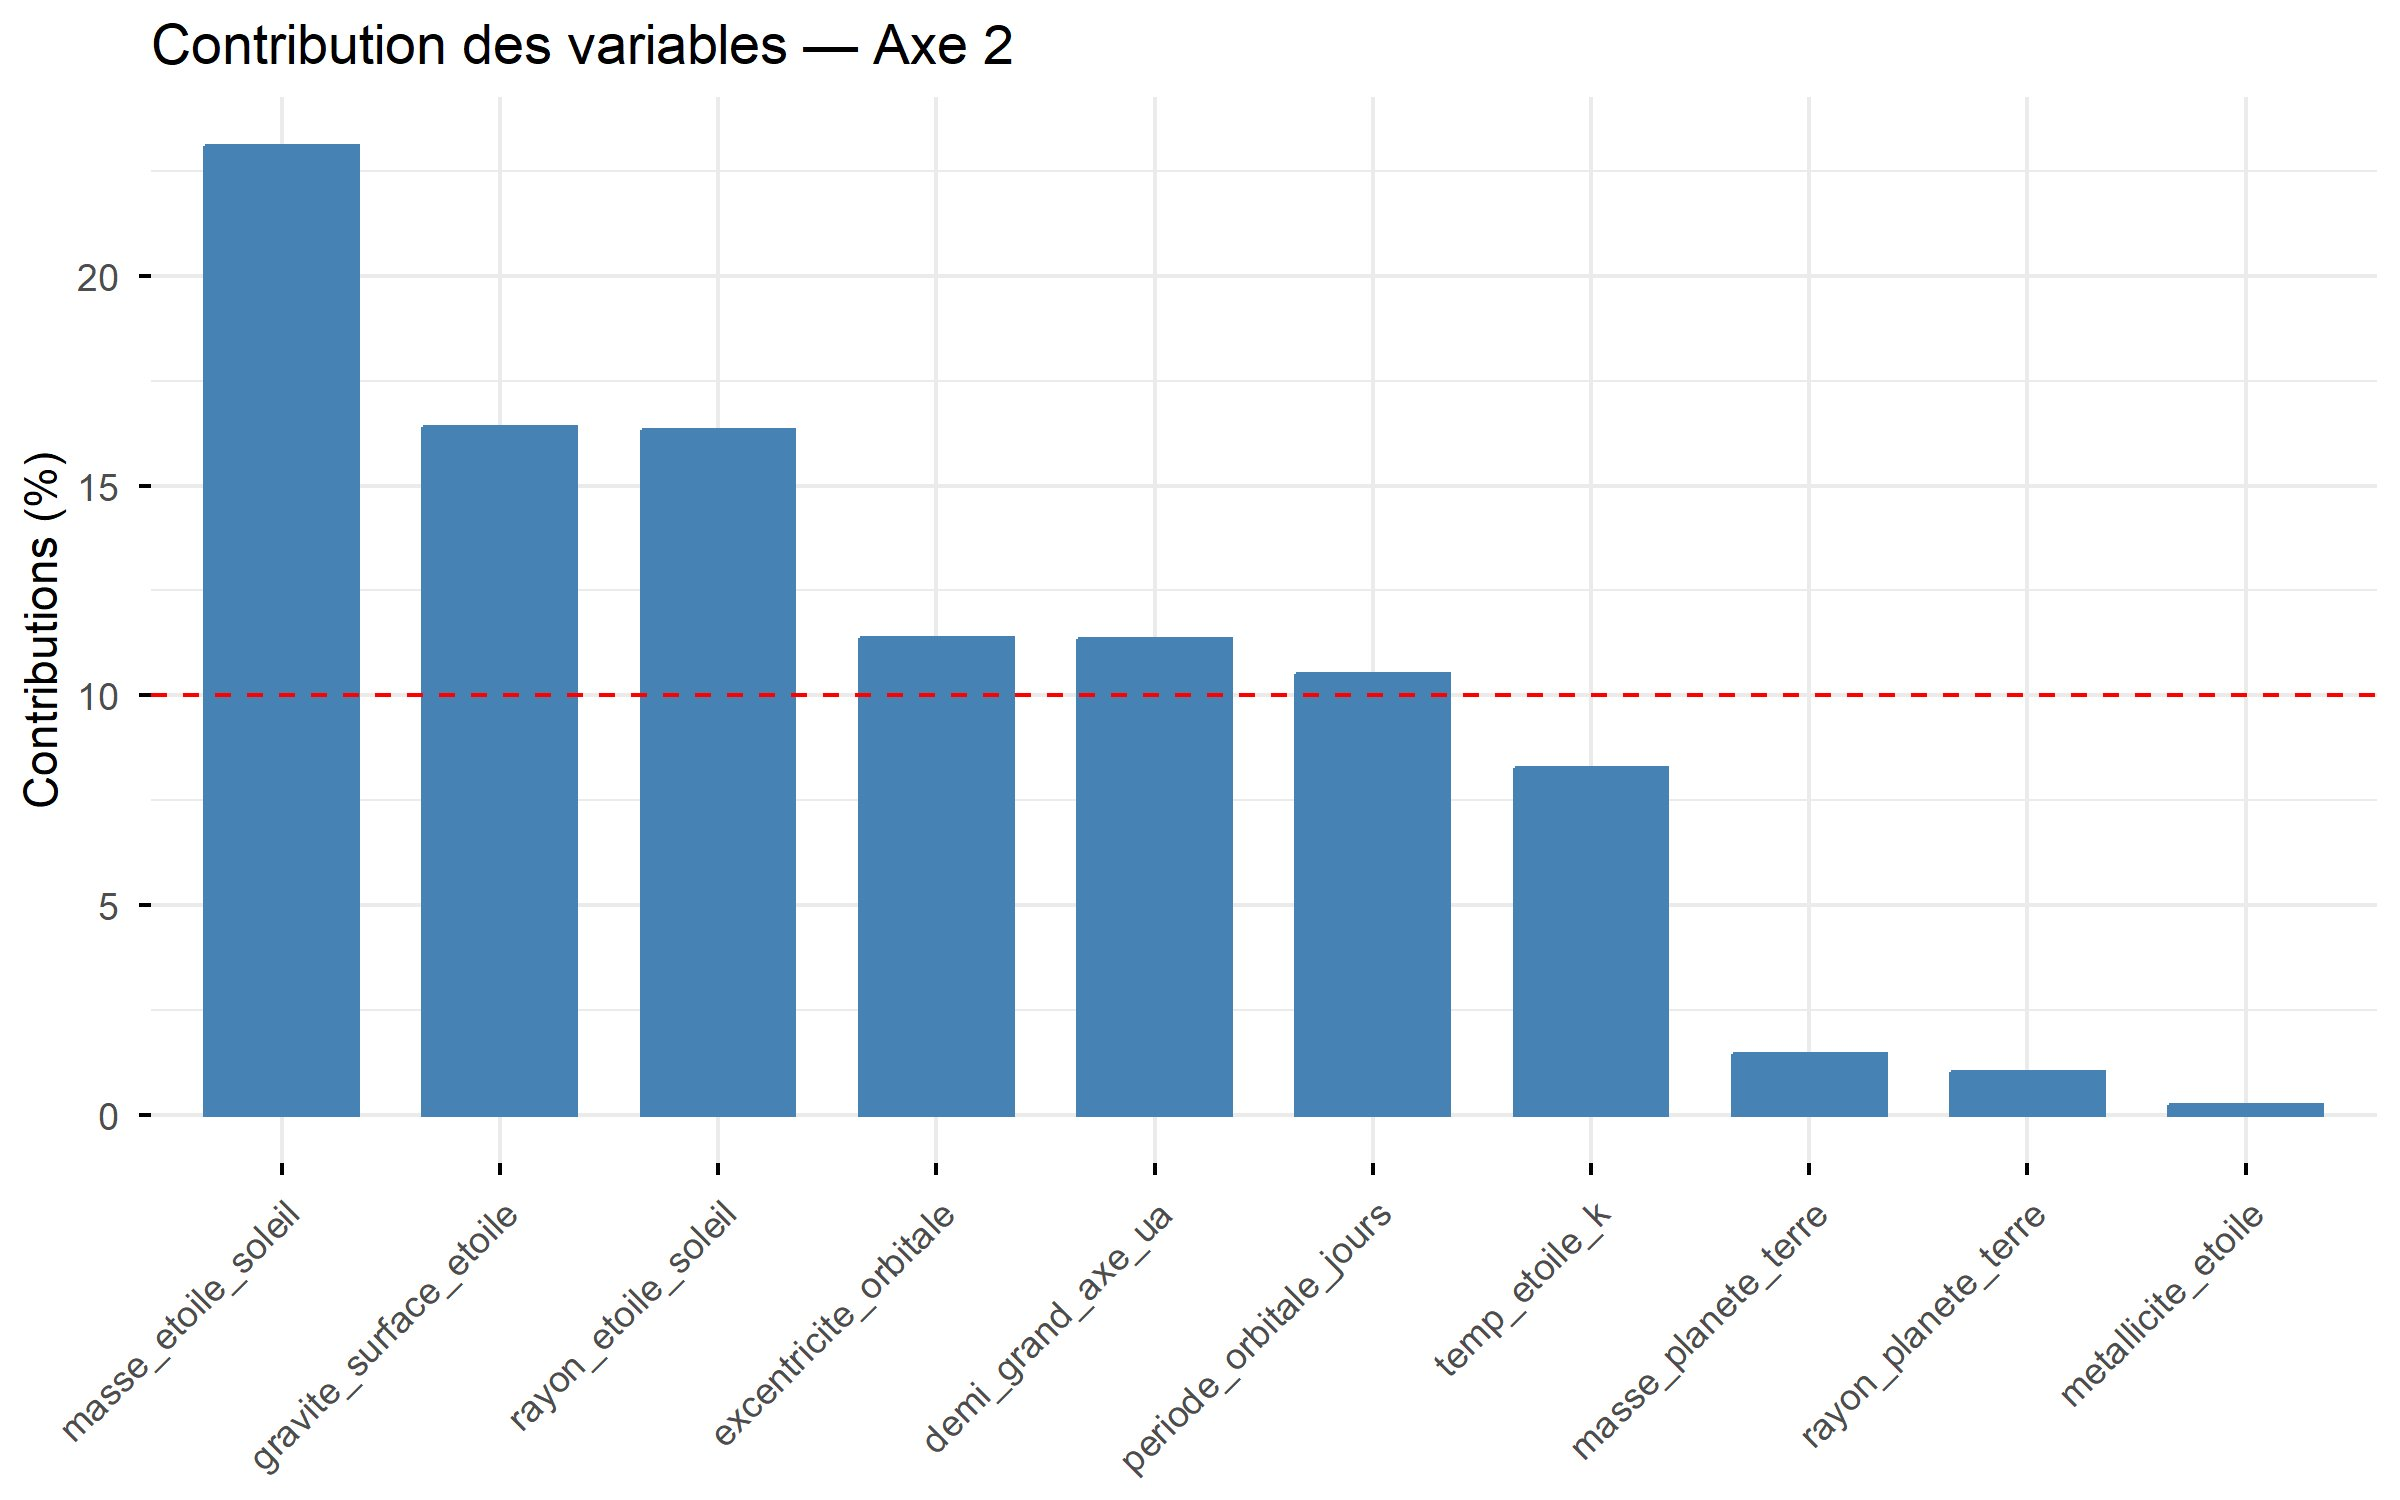 Contribution des variables — Axe 2
Contributions (%)
20
15
10
5
0
masse_etoile_soleil
gravite_surface_etoile
rayon_etoile_soleil
excentricite_orbitale
demi_grand_axe_ua
periode_orbitale_jours
temp_etoile_k
masse_planete_terre
rayon_planete_terre
metallicite_etoile